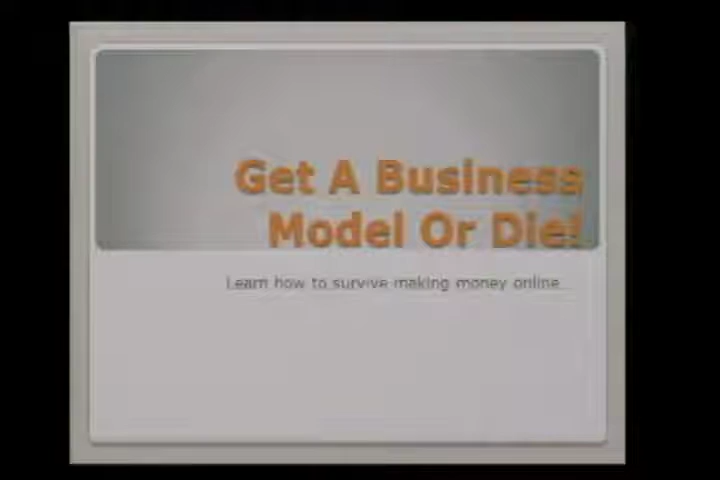 Get A Business
Model Or Die!
Learn how to survive making money online...